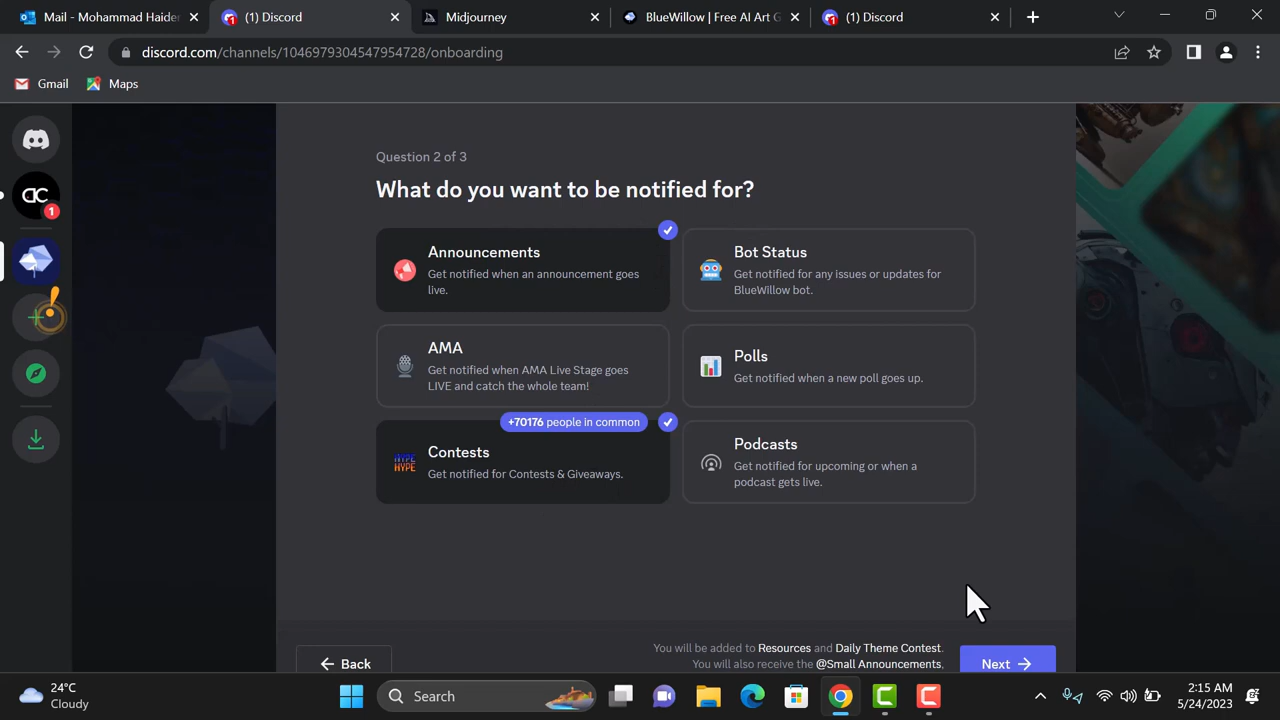 Mail - Mohammad Haider
(1) Discord
Midjourney
BlueWillow | Free AI Art G
(1) Discord
discord.com/channels/1046979304547954728/onboarding
Gmail
Maps
1
Question 2 of 3
What do you want to be notified for?
Announcements
Get notified when an announcement goes
live.
Bot Status
Get notified for any issues or updates for
BlueWillow bot.
AMA
Get notified when AMA Live Stage goes
LIVE and catch the whole team!
Polls
Get notified when a new poll goes up.
+70176 people in common
HYPE
HYPE
Contests
Get notified for Contests & Giveaways.
Podcasts
Get notified for upcoming or when a
podcast gets live.
Back
You will be added to Resources and Daily Theme Contest.
You will also receive the @Small Announcements,
Next
24°C
Cloudy
Search
2:15 AM
5/24/2023